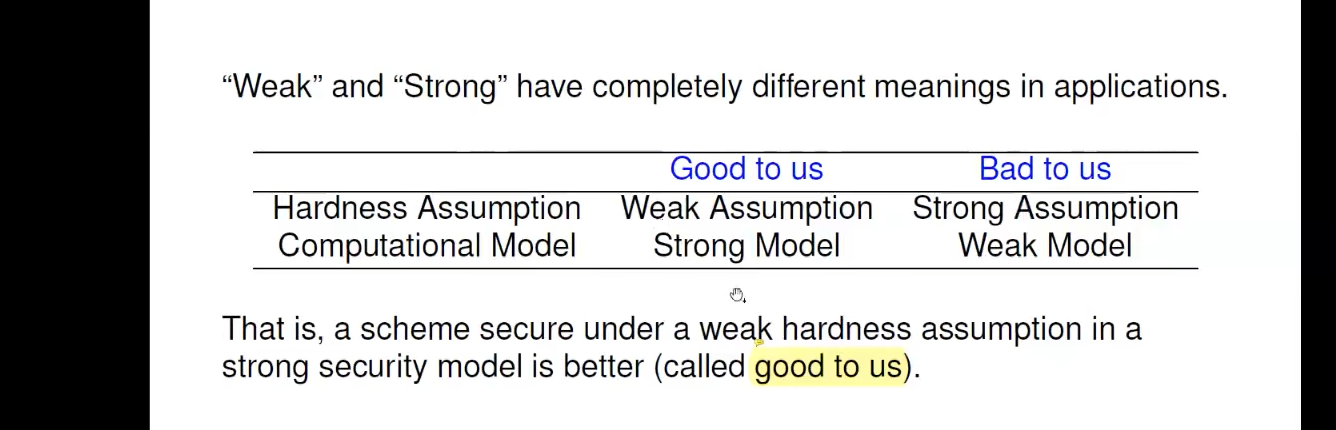 “Weak” and “Strong” have completely different meanings in applications.
Good to us Bad to us
Hardness Assumption Weak Assumption Strong Assumption
Computational Model Strong Model Weak Model
That is, a scheme secure under a weak hardness assumption in a
strong security model is better (called good to us).